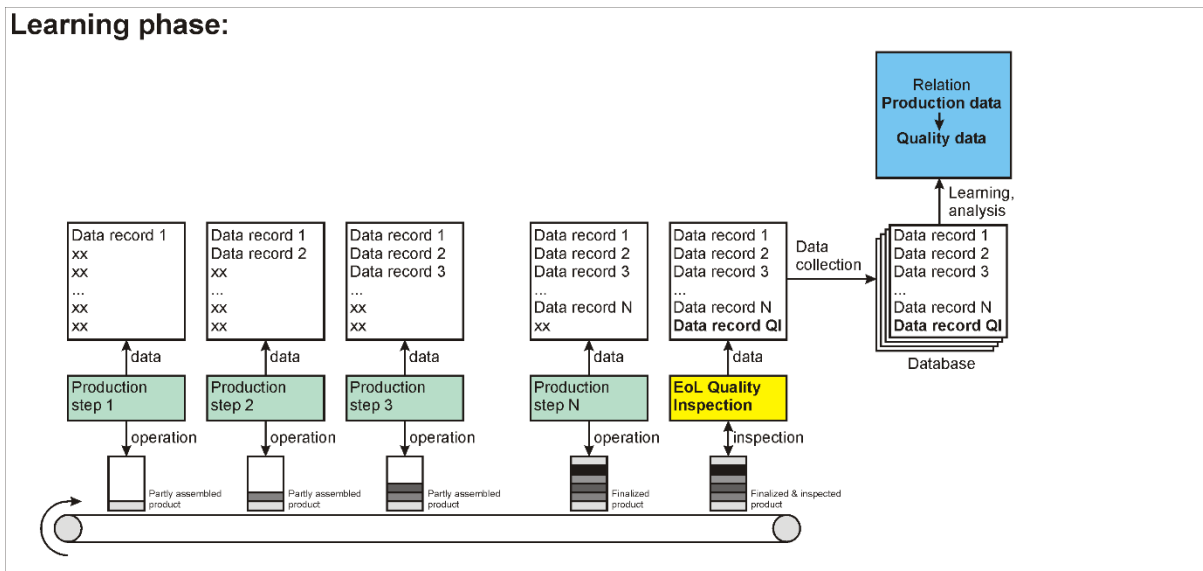 Learning phase:
Relation
Production data
Quality data
Learning,
analysis
Data record 1
xx
xx
...
xx
xx
Data record 1
Data record 2
xx
...
xx
xx
Data record 1
Data record 2
Data record 3
...
xx
xx
Data record 1
Data record 2
Data record 3
...
Data record N
xx
Data record 1
Data record 2
Data record 3
...
Data record N
Data record QI
Data
collection
Data record 1
Data record 2
Data record 3
...
Data record N
Data record QI
Database
data
data
data
data
data
Production
step 1
Production
step 2
Production
step 3
Production
step N
EoL Quality
Inspection
operation
operation
operation
operation
inspection
Partly assembled
product
Partly assembled
product
Partly assembled
product
Finalized
product
Finalized & inspected
product